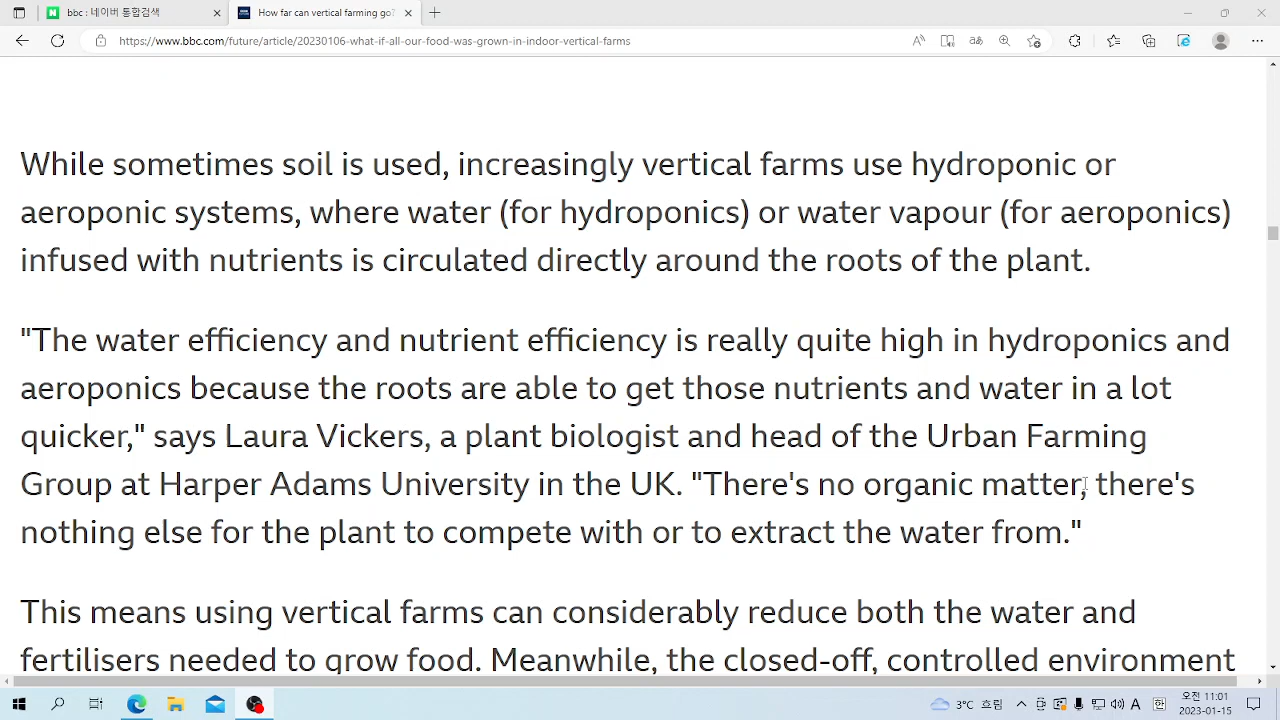 bbc : 네이버 통합검색
How far can vertical farming go?
https://www.bbc.com/future/article/20230106-what-if-all-our-food-was-grown-in-indoor-vertical-farms
While sometimes soil is used, increasingly vertical farms use hydroponic or
aeroponic systems, where water (for hydroponics) or water vapour (for aeroponics)
infused with nutrients is circulated directly around the roots of the plant.
"The water efficiency and nutrient efficiency is really quite high in hydroponics and
aeroponics because the roots are able to get those nutrients and water in a lot
quicker," says Laura Vickers, a plant biologist and head of the Urban Farming
Group at Harper Adams University in the UK. "There's no organic matter, there's
nothing else for the plant to compete with or to extract the water from."
This means using vertical farms can considerably reduce both the water and
fertilisers needed to grow food. Meanwhile, the closed-off, controlled environment
3°C 흐림
A
오전 11:01
2023-01-15